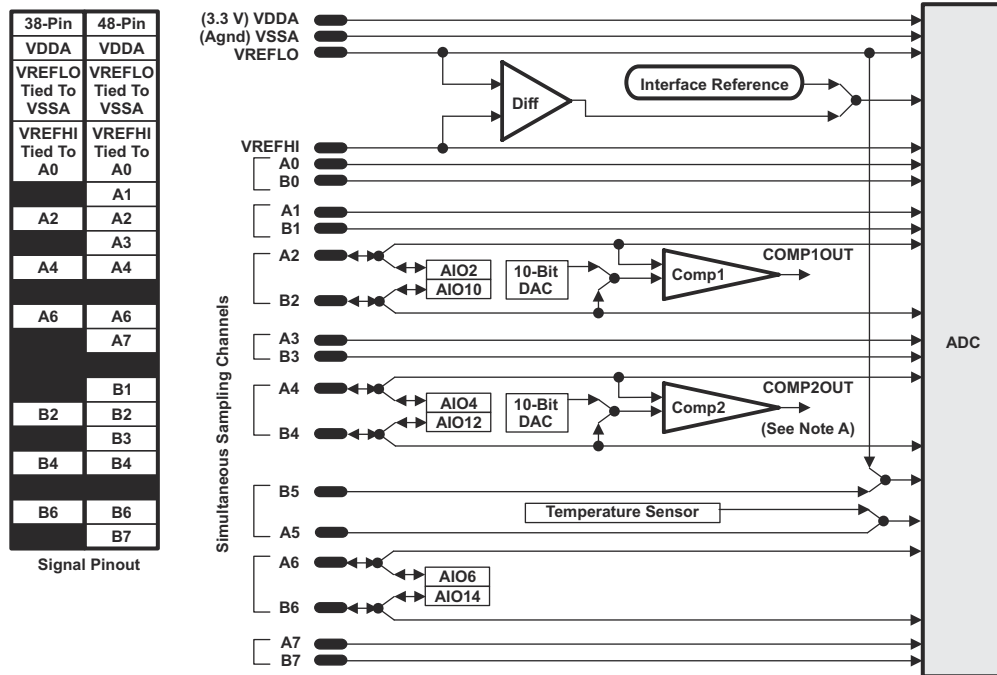 38-Pin 48-Pin
VDDA VDDA
VREFLO VREFLO
Tied To Tied To
VSSA VSSA
VREFHI VREFHI
Tied To Tied To
A0 A0
A1
A2 A2
A3
A4 A4
A6 A6
A7
B1
B2 B2
B3
B4 B4
B6 B6
B7
Signal Pinout
(3.3 V) VDDA
(Agnd) VSSA
VREFLO
Interface Reference
Diff
VREFHI
A0
B0
A1
B1
A2
AIO2
AIO10
10-Bit
DAC
Comp1
COMP1OUT
B2
A3
B3
A4
AIO4
AIO12
10-Bit
DAC
Comp2
COMP2OUT
(See Note A)
B4
B5
Temperature Sensor
A5
A6
AIO6
AIO14
B6
A7
B7
Simultaneous Sampling Channels
ADC